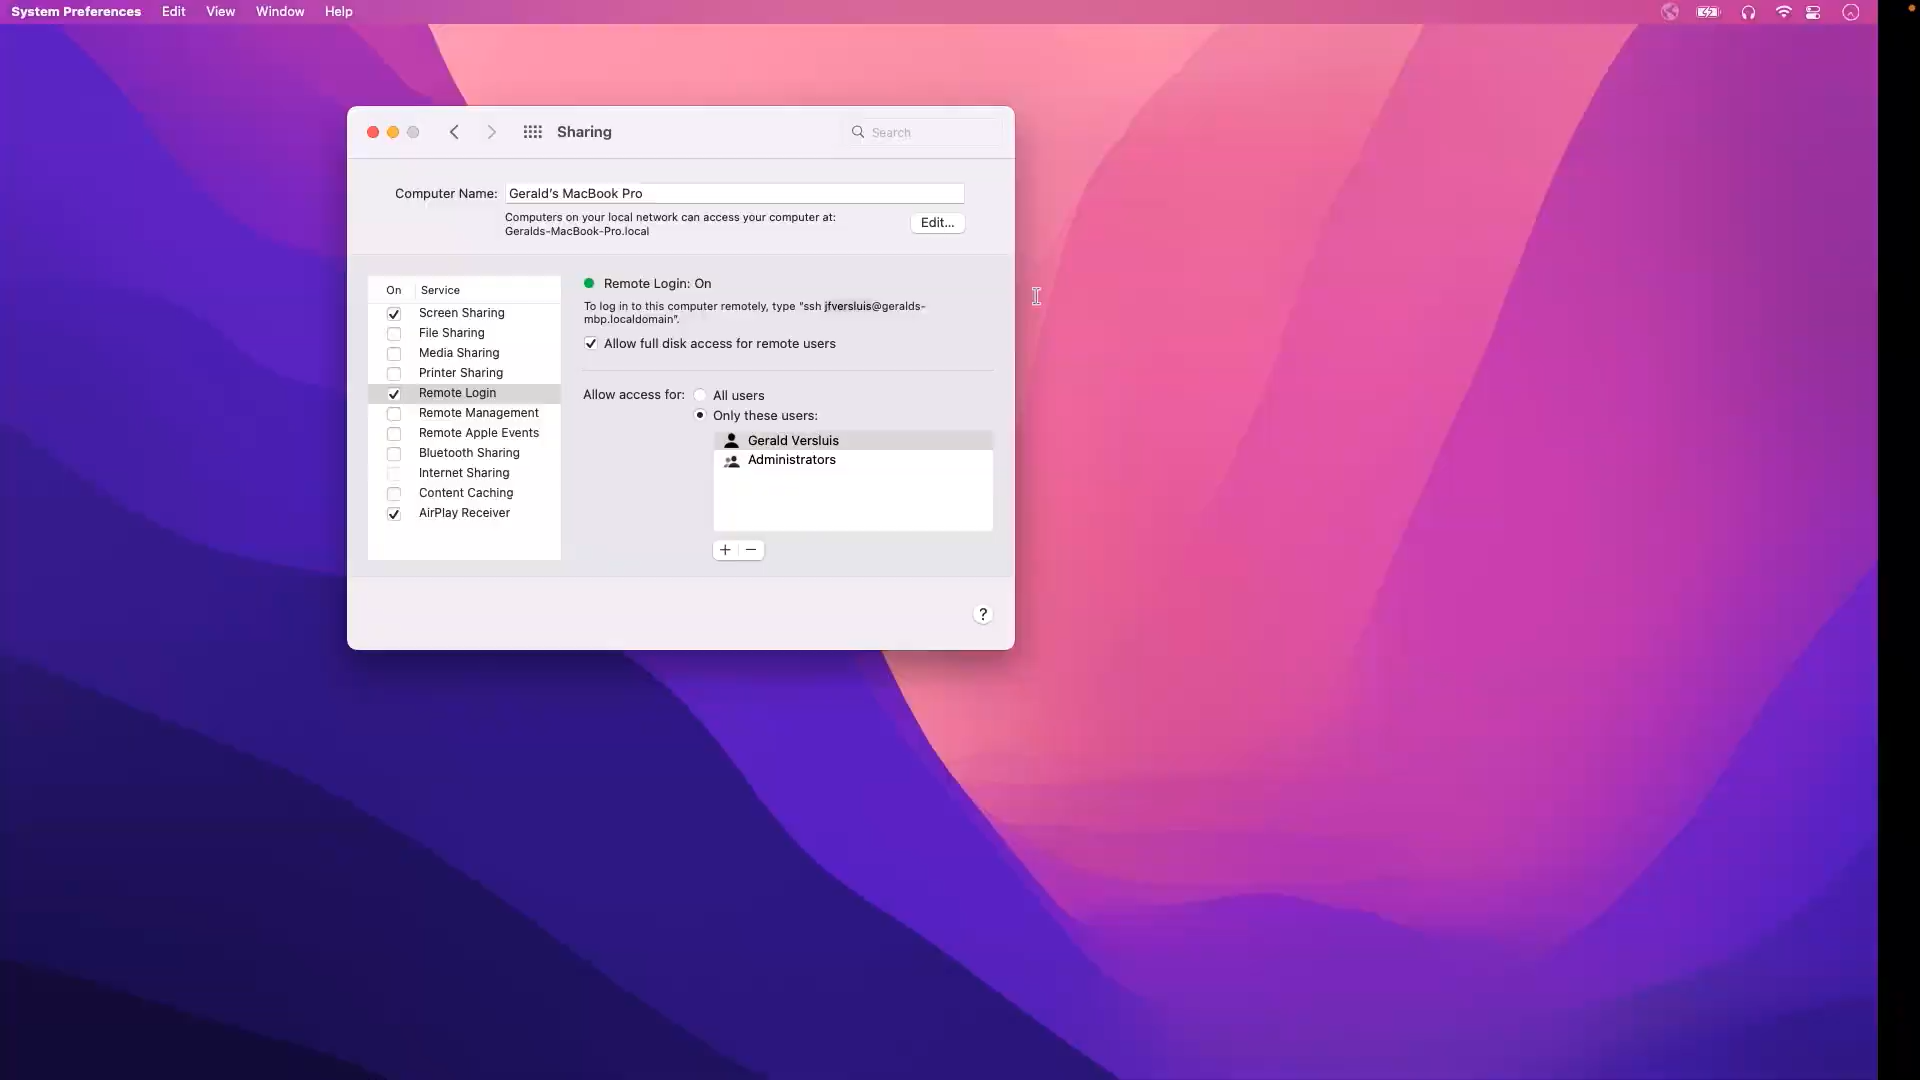 System Preferences Edit View Window Help
Sharing
Search
Computer Name: Gerald's MacBook Pro
Computers on your local network can access your computer at:
Geralds-MacBook-Pro.local
Edit...
On Service
Screen Sharing
File Sharing
Media Sharing
Printer Sharing
Remote Login
Remote Management
Remote Apple Events
Bluetooth Sharing
Internet Sharing
Content Caching
AirPlay Receiver
Remote Login: On
To log in to this computer remotely, type "ssh jfversluis@geralds-
mbp.localdomain".
Allow full disk access for remote users
Allow access for: All users
Only these users:
Gerald Versluis
Administrators
+ −
?